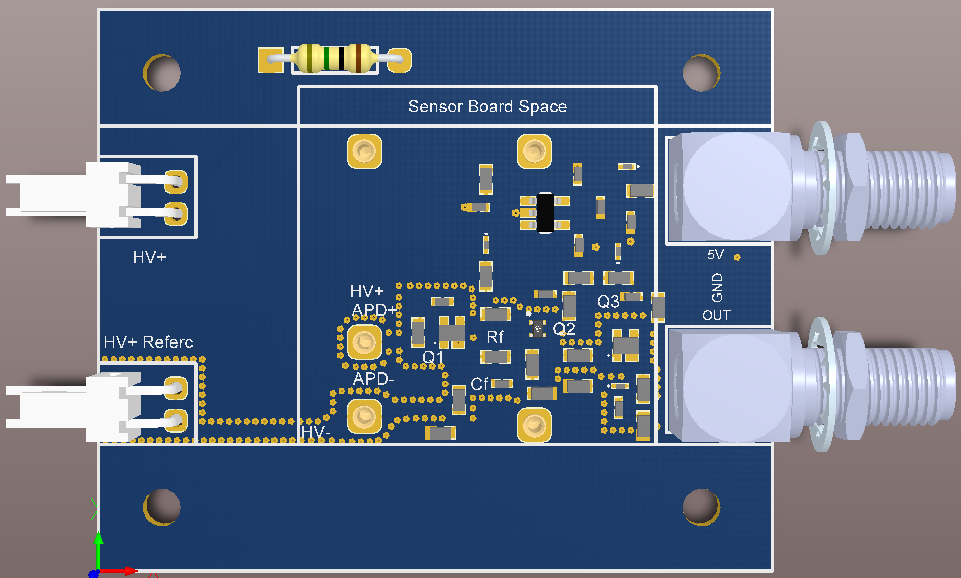 Sensor Board Space
HV+
5V
GND
OUT
HV+
APD+
Q3
Q2
Rf
Q1
HV+ Referc
APD-
Cf
HV-